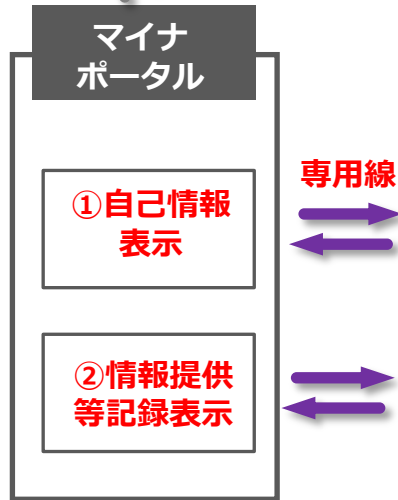 マイナ
ポータル
専用線
①自己情報
表示
②情報提供
等記録表示